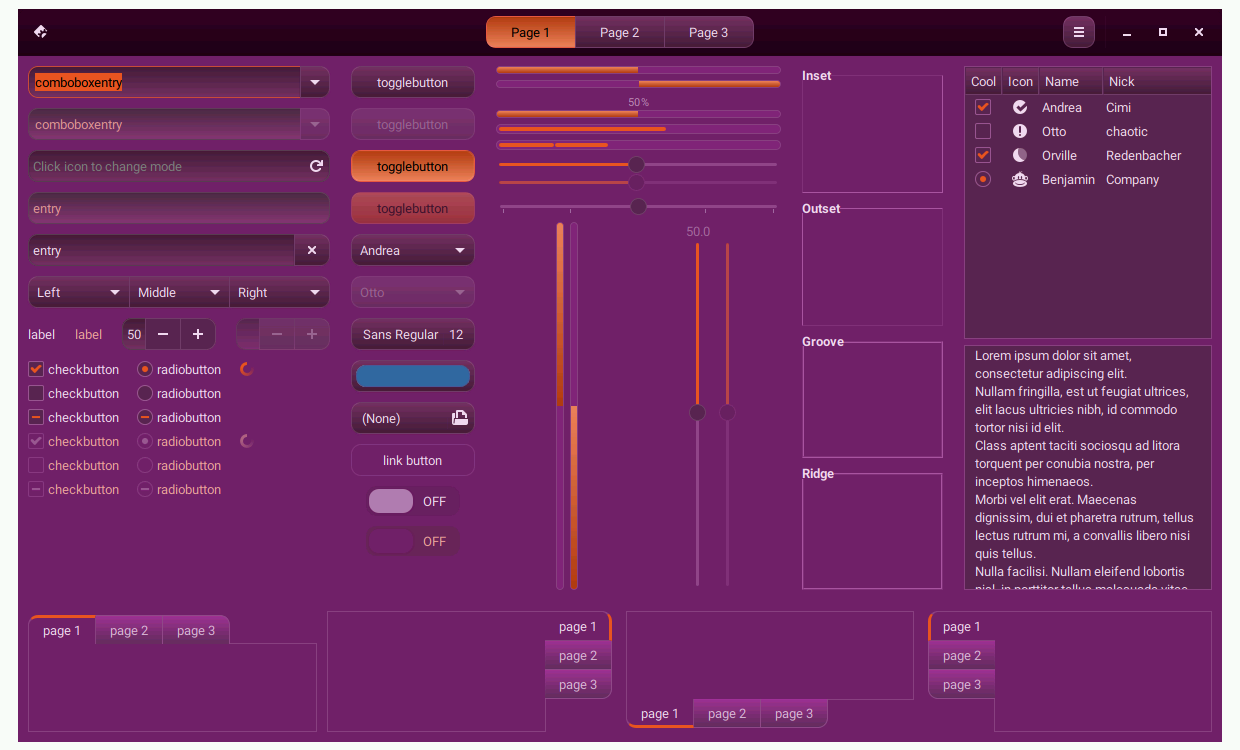 Page 1 Page 2 Page 3
comboboxentry
comboboxentry
Click icon to change mode
entry
entry
Left Middle Right
label label 50
checkbutton radiobutton
checkbutton radiobutton
checkbutton radiobutton
checkbutton radiobutton
checkbutton radiobutton
checkbutton radiobutton
togglebutton
togglebutton
togglebutton
togglebutton
Andrea
Otto
Sans Regular 12
(None)
link button
OFF
OFF
50%
50.0
Inset
Outset
Groove
Ridge
Cool Icon Name Nick
Andrea Cimi
Otto chaotic
Orville Redenbacher
Benjamin Company
Lorem ipsum dolor sit amet,
consectetur adipiscing elit.
Nullam fringilla, est ut feugiat ultrices,
elit lacus ultricies nibh, id commodo
tortor nisi id elit.
Class aptent taciti sociosqu ad litora
torquent per conubia nostra, per
inceptos himenaeos.
Morbi vel elit erat. Maecenas
dignissim, dui et pharetra rutrum, tellus
lectus rutrum mi, a convallis libero nisi
quis tellus.
Nulla facilisi. Nullam eleifend lobortis
page 1 page 2 page 3
page 1
page 2
page 3
page 1 page 2 page 3
page 1
page 2
page 3